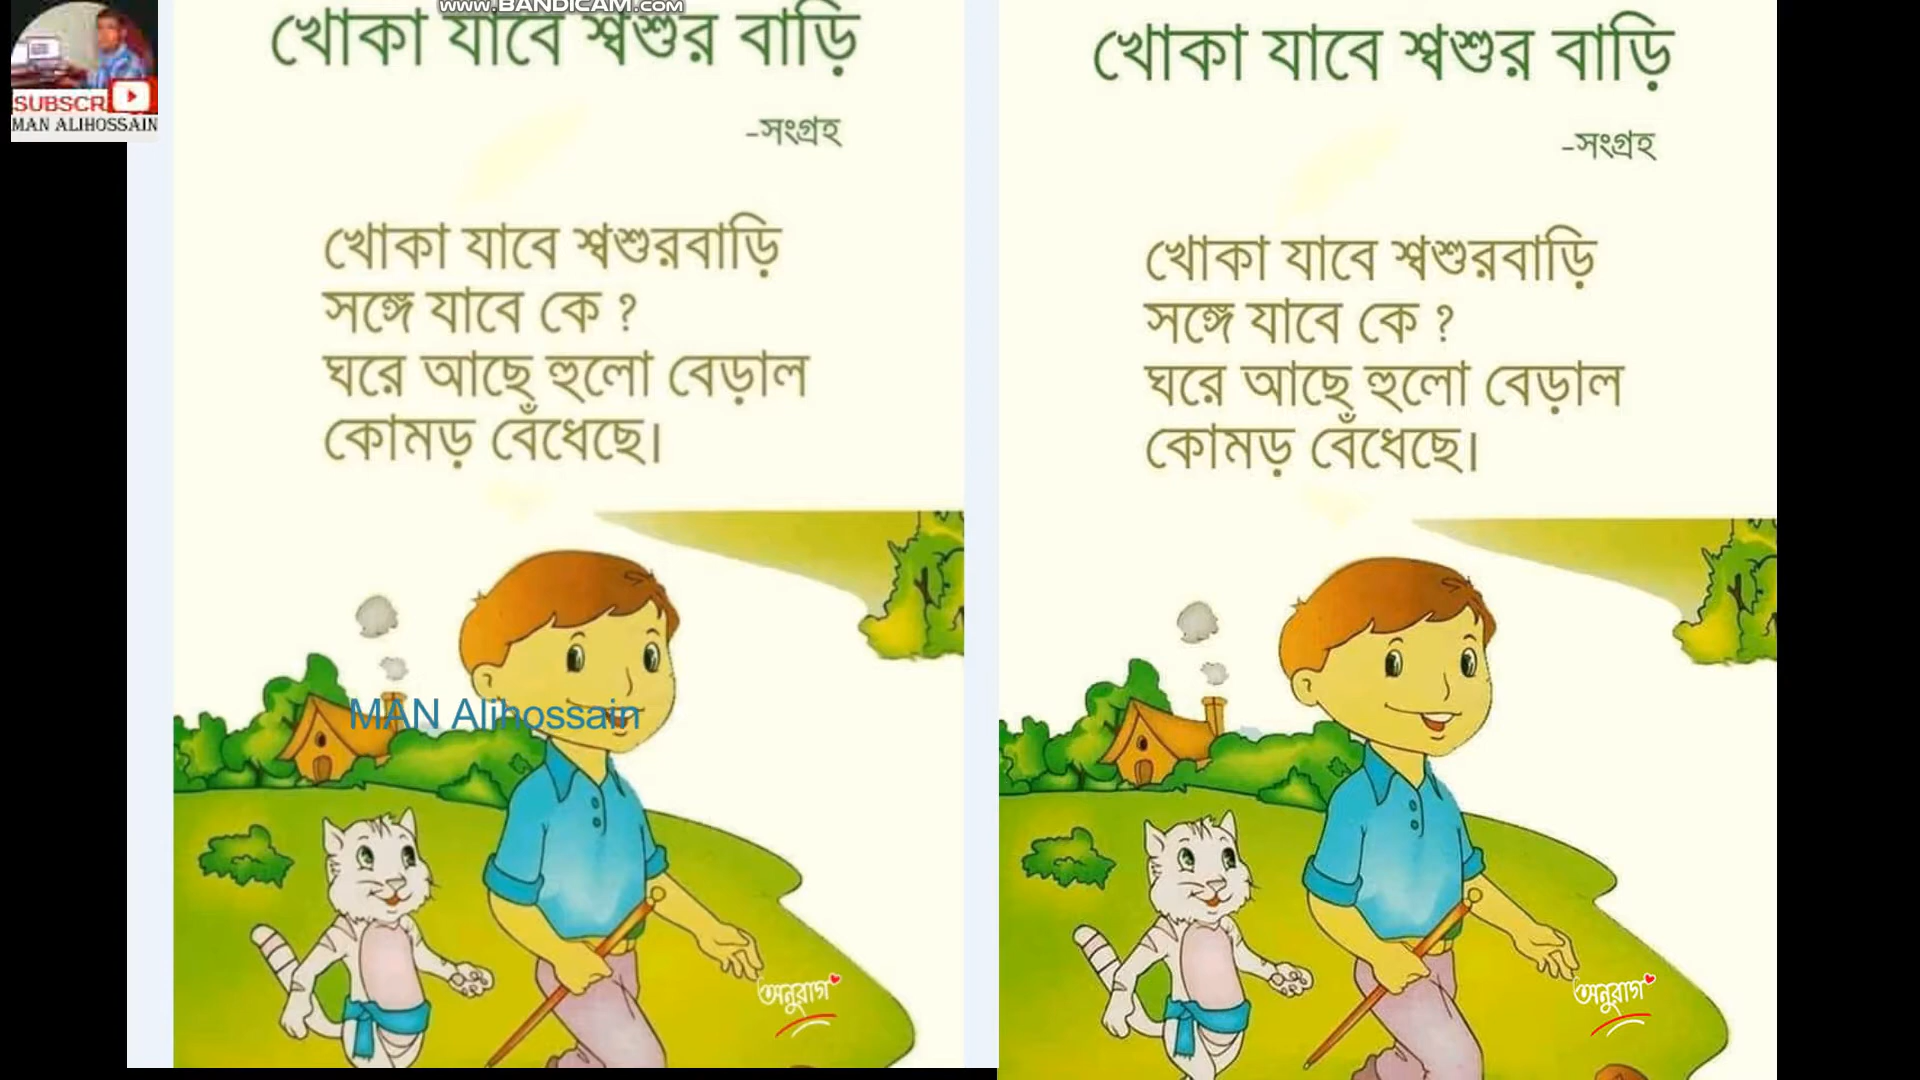 www.BANDICAM.com
SUBSCR
MAN ALIHOSSAIN
খোকা যাবে শ্বশুর বাড়ি
-সংগ্রহ
খোকা যাবে শ্বশুরবাড়ি
সঙ্গে যাবে কে ?
ঘরে আছে হুলো বেড়াল
কোমড় বেঁধেছে।
MAN Alihossain
অনুরাগ
খোকা যাবে শ্বশুর বাড়ি
-সংগ্রহ
খোকা যাবে শ্বশুরবাড়ি
সঙ্গে যাবে কে ?
ঘরে আছে হুলো বেড়াল
কোমড় বেঁধেছে।
অনুরাগ